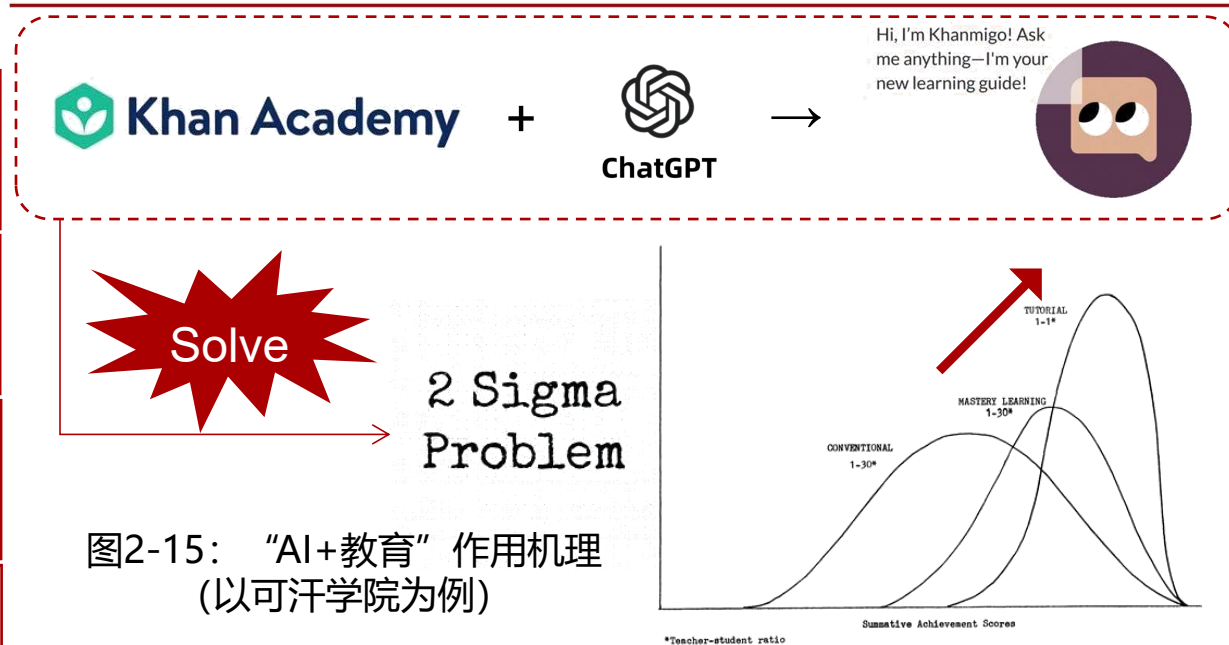 Khan Academy
+
ChatGPT
→
Hi, I'm Khanmigo! Ask
me anything—I'm your
new learning guide!
Solve
2 Sigma
Problem
图2-15： “AI+教育”作用机理
(以可汗学院为例)
TUTORIAL
1-1*
MASTERY LEARNING
1-30*
CONVENTIONAL
1-30*
Summative Achievement Scores
*Teacher-student ratio